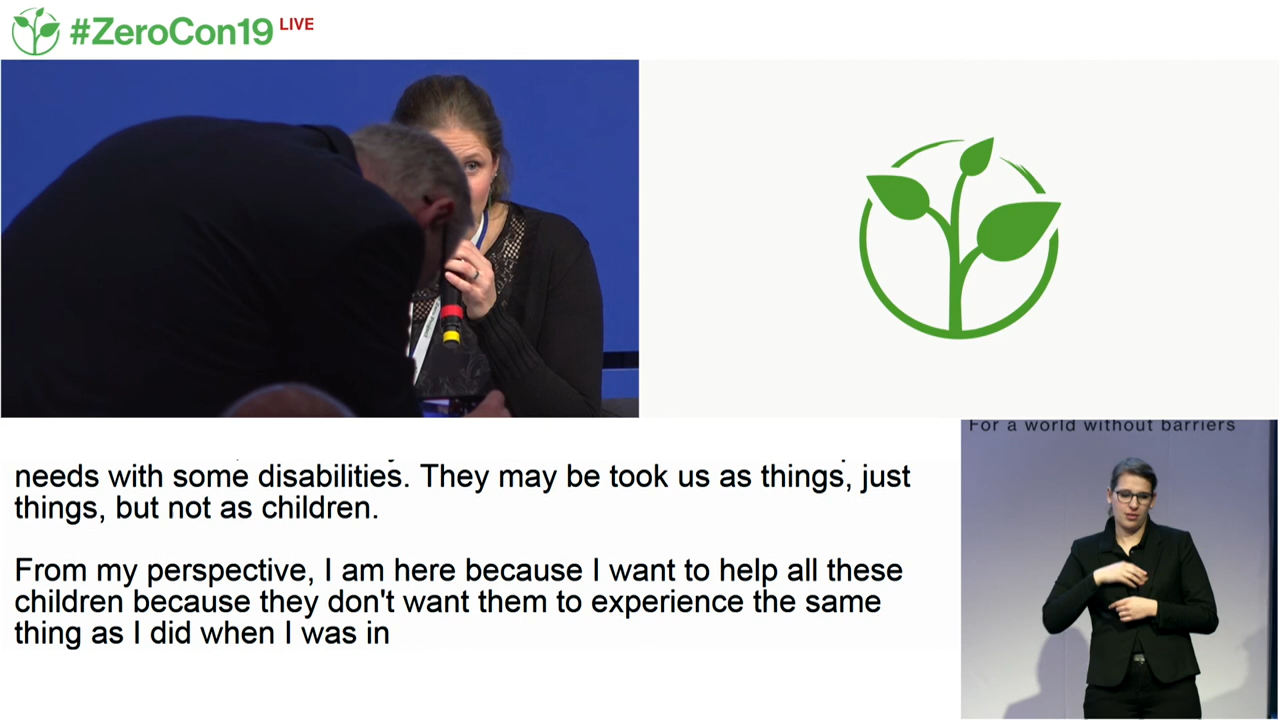 #ZeroCon19 LIVE
For a world without barriers
needs with some disabilities. They may be took us as things, just
things, but not as children.
From my perspective, I am here because I want to help all these
children because they don't want them to experience the same
thing as I did when I was in